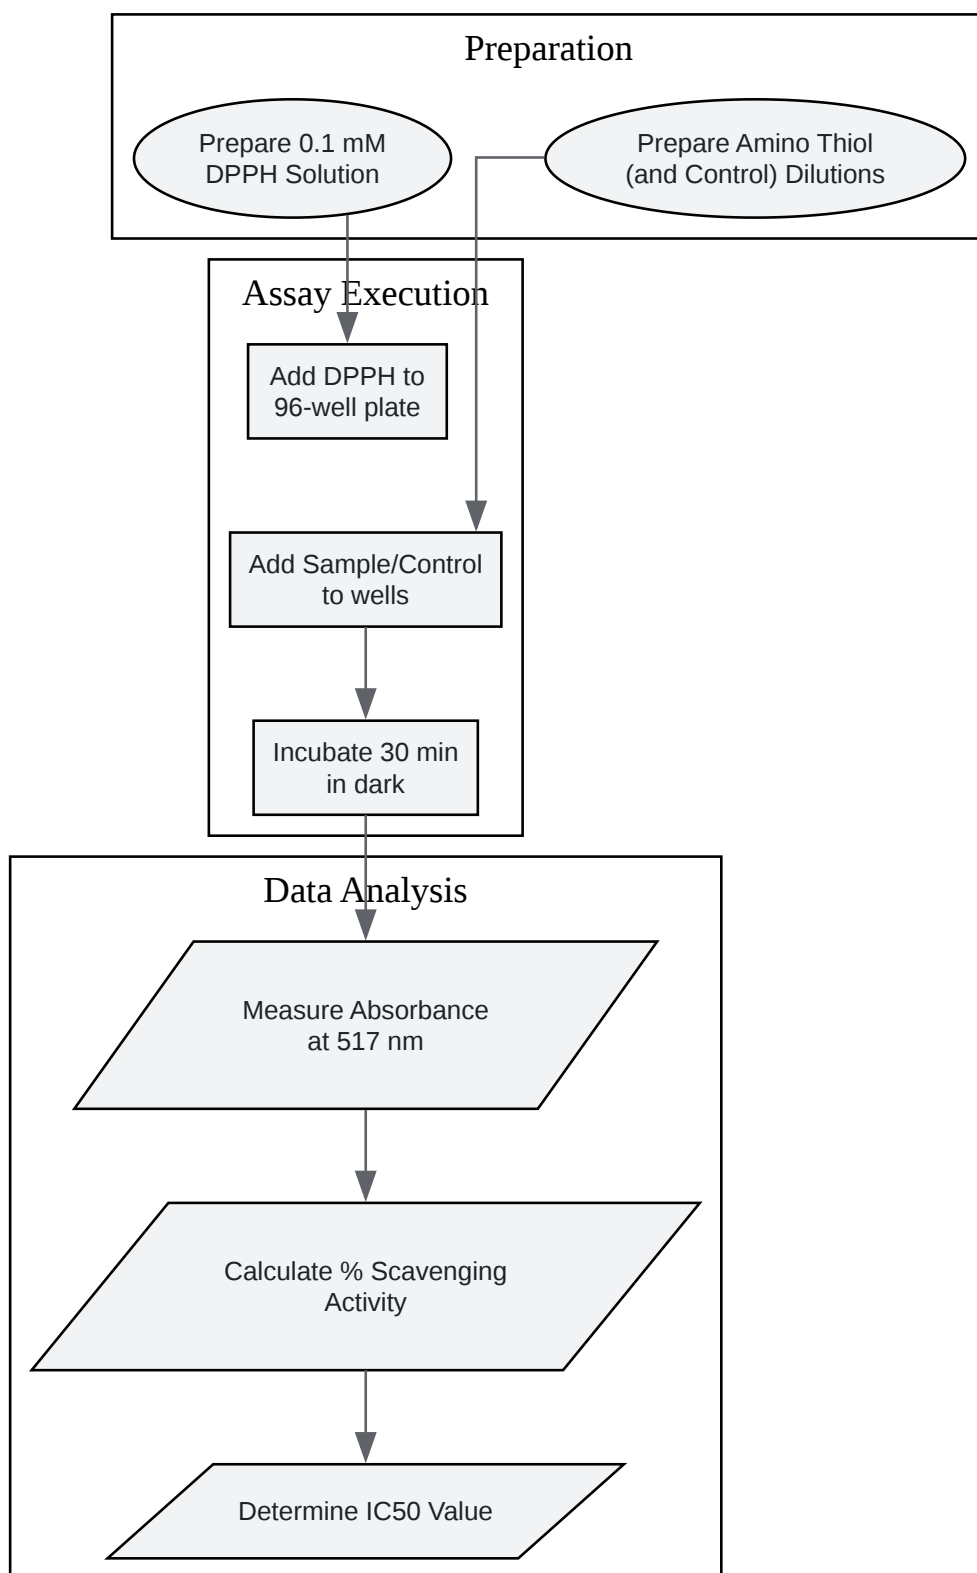 Preparation
Prepare 0.1 mM
DPPH Solution
Prepare Amino Thiol
(and Control) Dilutions
Assay Execution
Add DPPH to
96-well plate
Add Sample/Control
to wells
Incubate 30 min
in dark
Data Analysis
Measure Absorbance
at 517 nm
Calculate % Scavenging
Activity
Determine IC50 Value